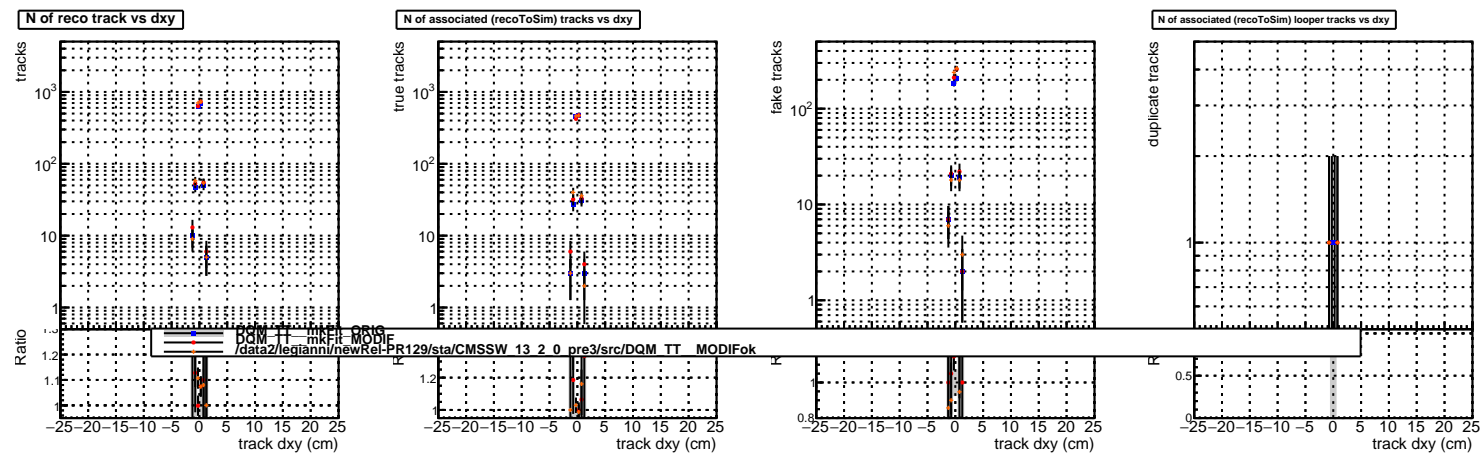 N of reco track vs dxy
tracks
10³
10²
10
1
Ratio
1.2
1.1
1
−25 −20 −15 −10 −5 0 5 10 15 20 25
track dxy (cm)
N of associated (recoToSim) tracks vs dxy
true tracks
10³
10²
10
1
1.2
1
−25 −20 −15 −10 −5 0 5 10 15 20 25
track dxy (cm)
fake tracks
10²
10
1
1
0.8
−25 −20 −15 −10 −5 0 5 10 15 20 25
track dxy (cm)
N of associated (recoToSim) looper tracks vs dxy
duplicate tracks
1
0.5
0
−25 −20 −15 −10 −5 0 5 10 15 20 25
track dxy (cm)
DQM_TT__mkFit_ORIG
DQM_TT__mkFit_MODIF
/data2/legianni/newRel-PR129/sta/CMSSW_13_2_0_pre3/src/DQM_TT__MODIFok